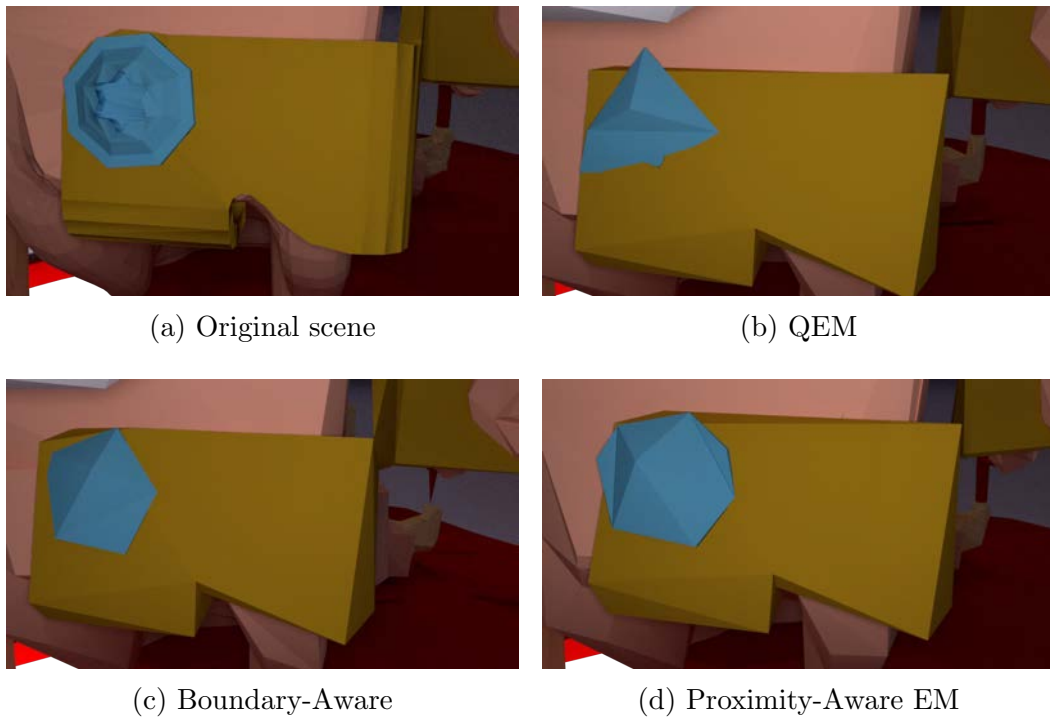 (a) Original scene
(b) QEM
(c) Boundary-Aware
(d) Proximity-Aware EM